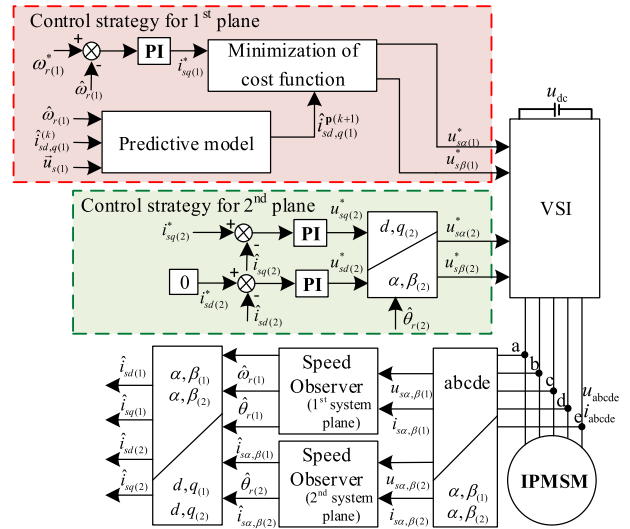 Control strategy for 1st plane
ω*r(1)
+
-
ω̂r(1)
PI
i*sq(1)
Minimization of
cost function
ω̂r(1)
î(k)sd,q(1)
u⃗s(1)
Predictive model
îp(k+1)sd,q(1)
u*sα(1)
u*sβ(1)
udc
VSI
Control strategy for 2nd plane
i*sq(2)
+
-
îsq(2)
PI
u*sq(2)
0
i*sd(2)
+
-
îsd(2)
PI
u*sd(2)
d,q(2)
α,β(2)
θ̂r(2)
u*sα(2)
u*sβ(2)
îsd(1)
îsq(1)
îsd(2)
îsq(2)
α,β(1)
α,β(2)
d,q(1)
d,q(2)
ω̂r(1)
θ̂r(1)
îsα,β(1)
θ̂r(2)
îsα,β(2)
Speed
Observer
(1st system
plane)
Speed
Observer
(2nd system
plane)
usα,β(1)
isα,β(1)
usα,β(2)
isα,β(2)
abcde
α,β(1)
α,β(2)
a
b
c
d
e
uabcde
iabcde
IPMSM